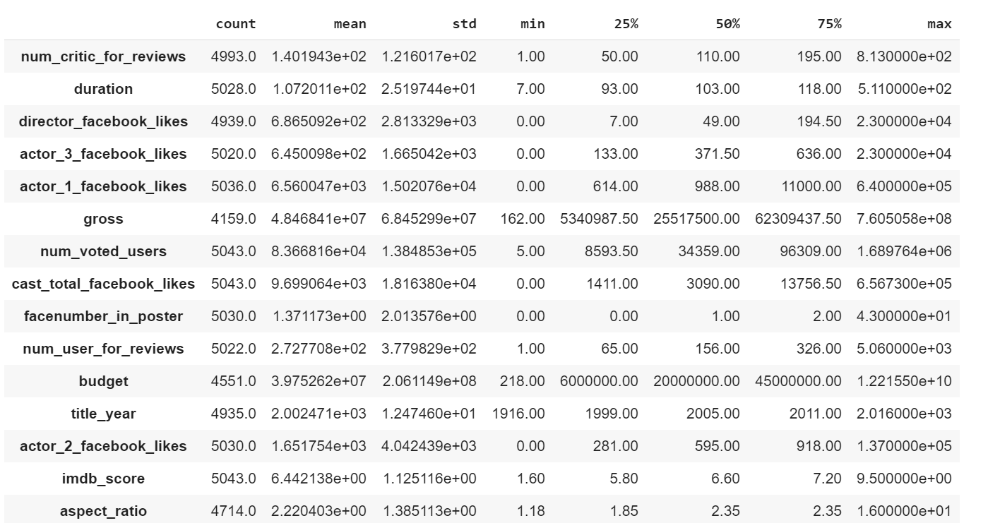 count mean std min 25% 50% 75% max
num_critic_for_reviews 4993.0 1.401943e+02 1.216017e+02 1.00 50.00 110.00 195.00 8.130000e+02
duration 5028.0 1.072011e+02 2.519744e+01 7.00 93.00 103.00 118.00 5.110000e+02
director_facebook_likes 4939.0 6.865092e+02 2.813329e+03 0.00 7.00 49.00 194.50 2.300000e+04
actor_3_facebook_likes 5020.0 6.450098e+02 1.665042e+03 0.00 133.00 371.50 636.00 2.300000e+04
actor_1_facebook_likes 5036.0 6.560047e+03 1.502076e+04 0.00 614.00 988.00 11000.00 6.400000e+05
gross 4159.0 4.846841e+07 6.845299e+07 162.00 5340987.50 25517500.00 62309437.50 7.605058e+08
num_voted_users 5043.0 8.366816e+04 1.384853e+05 5.00 8593.50 34359.00 96309.00 1.689764e+06
cast_total_facebook_likes 5043.0 9.699064e+03 1.816380e+04 0.00 1411.00 3090.00 13756.50 6.567300e+05
facenumber_in_poster 5030.0 1.371173e+00 2.013576e+00 0.00 0.00 1.00 2.00 4.300000e+01
num_user_for_reviews 5022.0 2.727708e+02 3.779829e+02 1.00 65.00 156.00 326.00 5.060000e+03
budget 4551.0 3.975262e+07 2.061149e+08 218.00 6000000.00 20000000.00 45000000.00 1.221550e+10
title_year 4935.0 2.002471e+03 1.247460e+01 1916.00 1999.00 2005.00 2011.00 2.016000e+03
actor_2_facebook_likes 5030.0 1.651754e+03 4.042439e+03 0.00 281.00 595.00 918.00 1.370000e+05
imdb_score 5043.0 6.442138e+00 1.125116e+00 1.60 5.80 6.60 7.20 9.500000e+00
aspect_ratio 4714.0 2.220403e+00 1.385113e+00 1.18 1.85 2.35 2.35 1.600000e+01